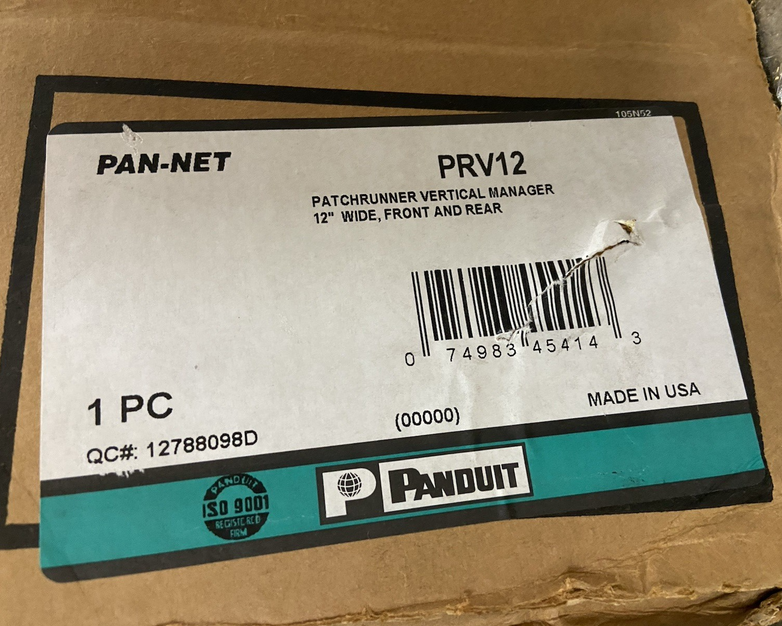 105N52
PAN-NET
PRV12
PATCHRUNNER VERTICAL MANAGER
12" WIDE, FRONT AND REAR
0 74983 45414 3
1 PC
(00000)
MADE IN USA
QC#: 12788098D
PANDUIT
ISO 9001
REGISTERED
FIRM
P PANDUIT